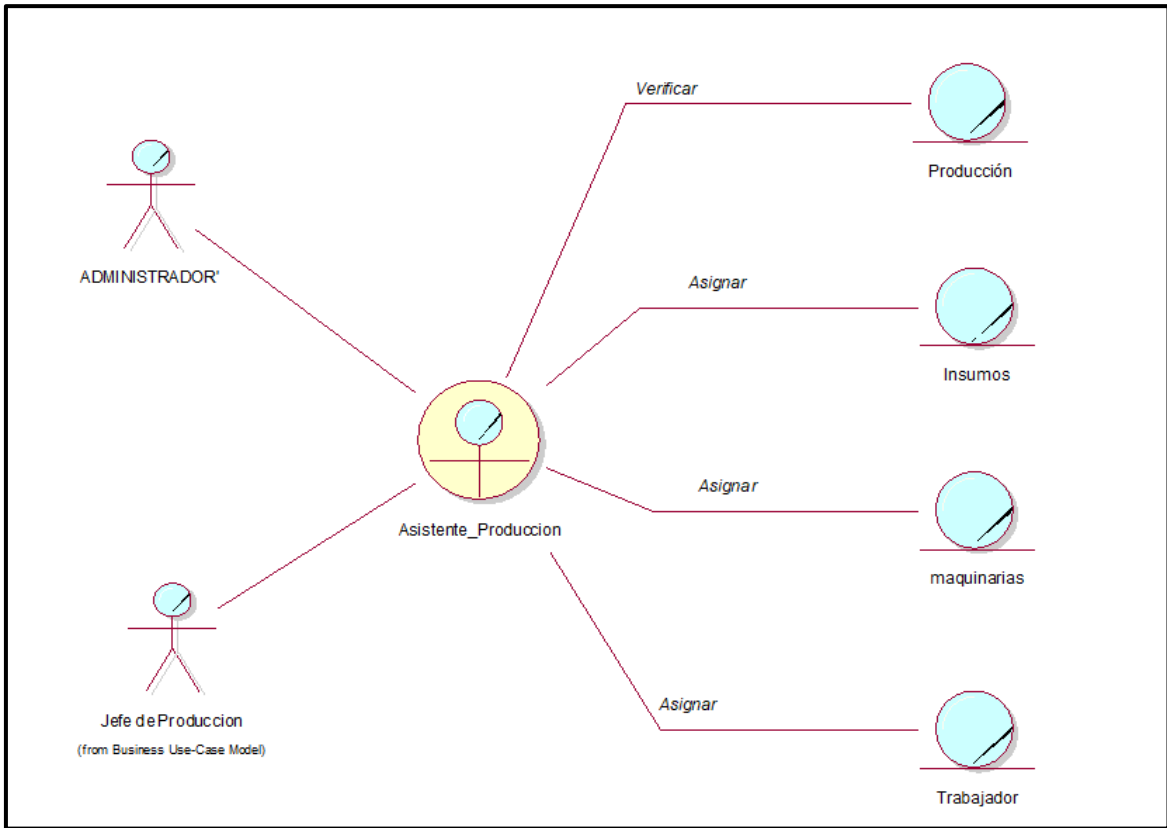 Verificar
Producción
ADMINISTRADOR'
Asignar
Insumos
Asistente_Produccion
Asignar
maquinarias
Jefe de Produccion
(from Business Use-Case Model)
Asignar
Trabajador